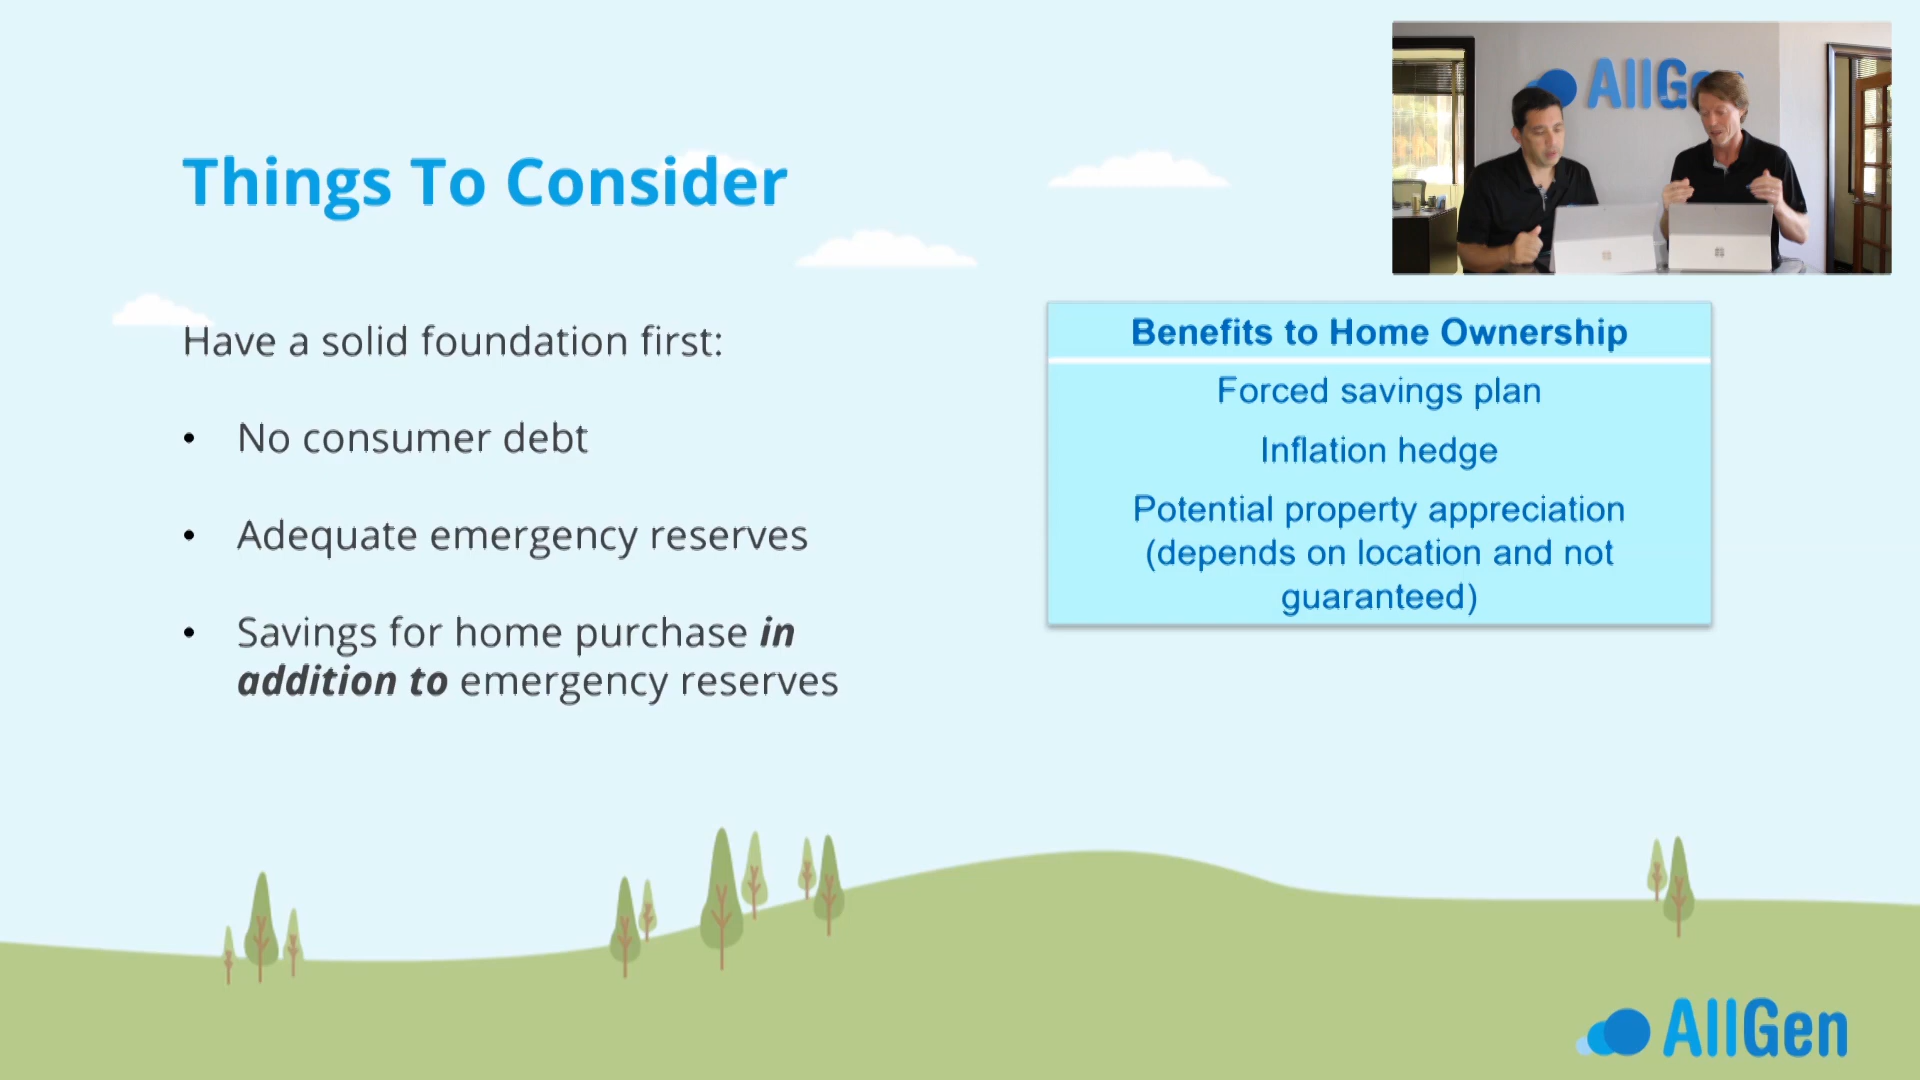 Things To Consider
Have a solid foundation first:
• No consumer debt
• Adequate emergency reserves
• Savings for home purchase in
addition to emergency reserves
AllGe
Benefits to Home Ownership
Forced savings plan
Inflation hedge
Potential property appreciation
(depends on location and not
guaranteed)
AllGen